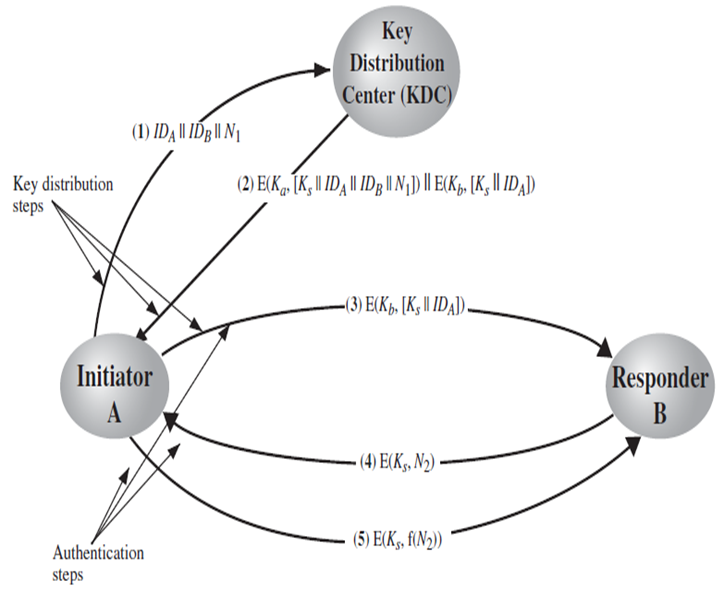 Key
Distribution
Center (KDC)
(1) ID_A || ID_B || N_1
Key distribution
steps
(2) E(K_a, [K_s || ID_A || ID_B || N_1]) || E(K_b, [K_s || ID_A])
(3) E(K_b, [K_s || ID_A])
Initiator
A
Responder
B
(4) E(K_s, N_2)
(5) E(K_s, f(N_2))
Authentication
steps